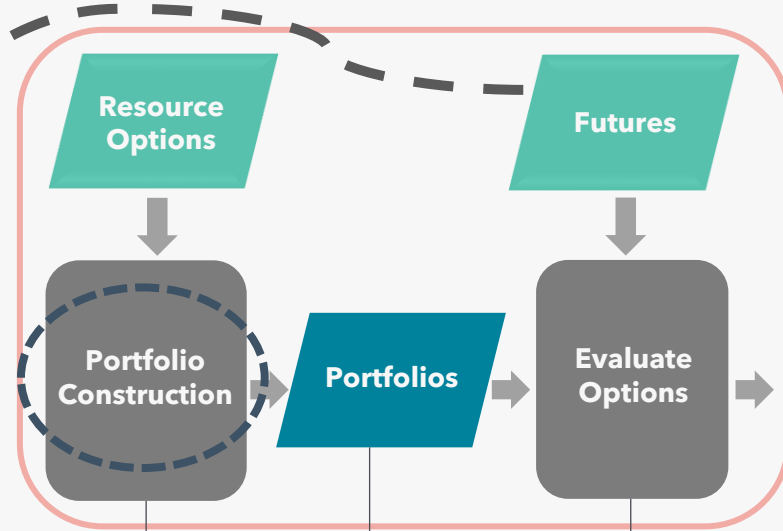 Resource
Options
Futures
Portfolio
Construction
Portfolios
Evaluate
Options